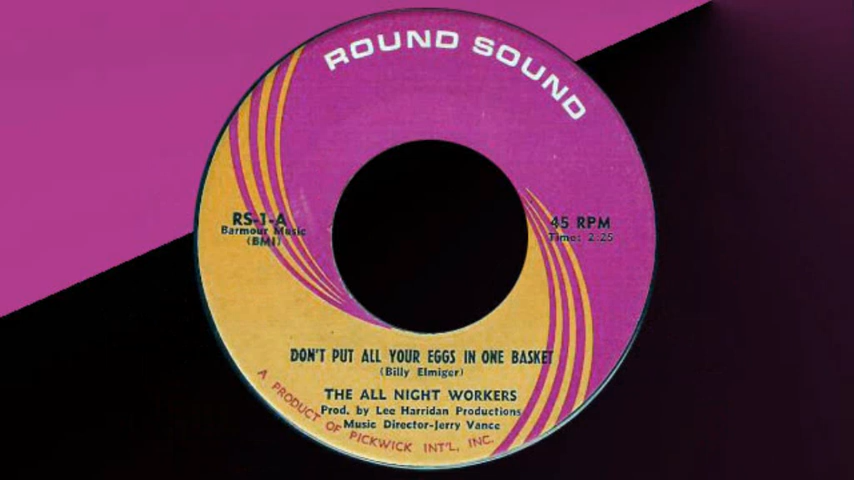 ROUND SOUND
RS-1-A
Barmour Music
(BMI)
45 RPM
Time: 2:25
DON'T PUT ALL YOUR EGGS IN ONE BASKET
(Billy Elmiger)
THE ALL NIGHT WORKERS
Prod. by Lee Harridan Productions
Music Director-Jerry Vance
A PRODUCT OF PICKWICK INT'L, INC.